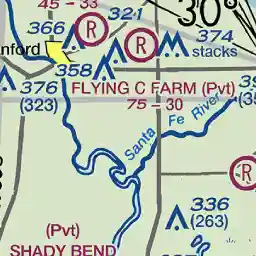 45 - 33
30°
366
321
R
R
374
stacks
nford
358
376
(323)
FLYING C FARM (Pvt)
75 - 30
Santa Fe River
R
336
(263)
(Pvt)
SHADY BEND